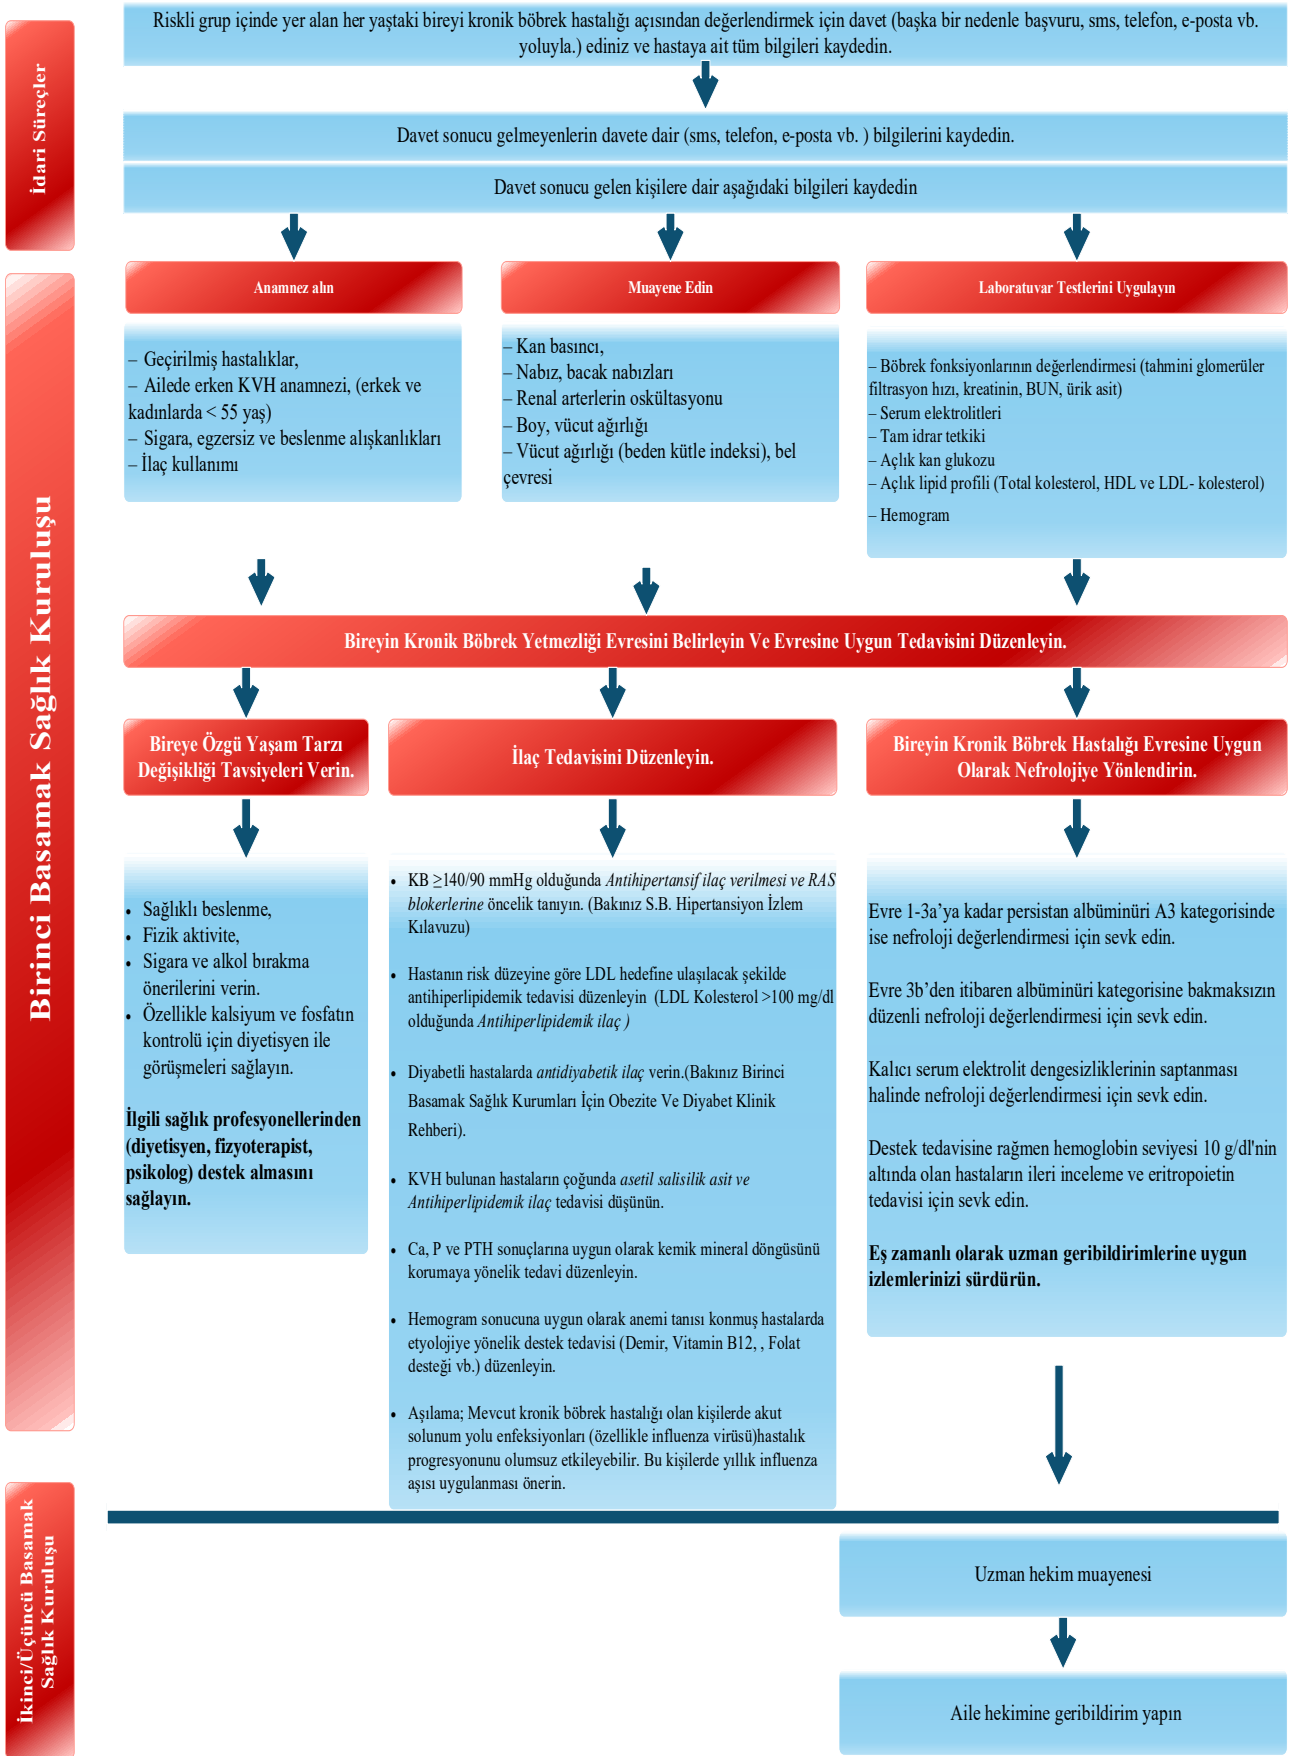 İdari Süreçler
Riskli grup içinde yer alan her yaştaki bireyi kronik böbrek hastalığı açısından değerlendirmek için davet (başka bir nedenle başvuru, sms, telefon, e-posta vb.
yoluyla.) ediniz ve hastaya ait tüm bilgileri kaydedin.
Davet sonucu gelmeyenlerin davete dair (sms, telefon, e-posta vb. ) bilgilerini kaydedin.
Davet sonucu gelen kişilere dair aşağıdaki bilgileri kaydedin
Birinci Basamak Sağlık Kuruluşu
Anamnez alın
– Geçirilmiş hastalıklar,
– Ailede erken KVH anamnezi, (erkek ve
kadınlarda < 55 yaş)
– Sigara, egzersiz ve beslenme alışkanlıkları
– İlaç kullanımı
Muayene Edin
– Kan basıncı,
– Nabız, bacak nabızları
– Renal arterlerin oskültasyonu
– Boy, vücut ağırlığı
– Vücut ağırlığı (beden kütle indeksi), bel
çevresi
Laboratuvar Testlerini Uygulayın
– Böbrek fonksiyonlarının değerlendirmesi (tahmini glomerüler
filtrasyon hızı, kreatinin, BUN, ürik asit)
– Serum elektrolitleri
– Tam idrar tetkiki
– Açlık kan glukozu
– Açlık lipid profili (Total kolesterol, HDL ve LDL- kolesterol)
– Hemogram
Bireyin Kronik Böbrek Yetmezliği Evresini Belirleyin Ve Evresine Uygun Tedavisini Düzenleyin.
Bireye Özgü Yaşam Tarzı
Değişikliği Tavsiyeleri Verin.
• Sağlıklı beslenme,
• Fizik aktivite,
• Sigara ve alkol bırakma
önerilerini verin.
• Özellikle kalsiyum ve fosfatın
kontrolü için diyetisyen ile
görüşmeleri sağlayın.
İlgili sağlık profesyonellerinden
(diyetisyen, fizyoterapist,
psikolog) destek almasını
sağlayın.
İlaç Tedavisini Düzenleyin.
• KB ≥140/90 mmHg olduğunda Antihipertansif ilaç verilmesi ve RAS
blokerlerine öncelik tanıyın. (Bakınız S.B. Hipertansiyon İzlem
Kılavuzu)
• Hastanın risk düzeyine göre LDL hedefine ulaşılacak şekilde
antihiperlipidemik tedavisi düzenleyin (LDL Kolesterol >100 mg/dl
olduğunda Antihiperlipidemik ilaç )
• Diyabetli hastalarda antidiyabetik ilaç verin.(Bakınız Birinci
Basamak Sağlık Kurumları İçin Obezite Ve Diyabet Klinik
Rehberi).
• KVH bulunan hastaların çoğunda asetil salisilik asit ve
Antihiperlipidemik ilaç tedavisi düşünün.
• Ca, P ve PTH sonuçlarına uygun olarak kemik mineral döngüsünü
korumaya yönelik tedavi düzenleyin.
• Hemogram sonucuna uygun olarak anemi tanısı konmuş hastalarda
etyolojiye yönelik destek tedavisi (Demir, Vitamin B12, , Folat
desteği vb.) düzenleyin.
• Aşılama; Mevcut kronik böbrek hastalığı olan kişilerde akut
solunum yolu enfeksiyonları (özellikle influenza virüsü)hastalık
progresyonunu olumsuz etkileyebilir. Bu kişilerde yıllık influenza
aşısı uygulanması önerin.
Bireyin Kronik Böbrek Hastalığı Evresine Uygun
Olarak Nefrolojiye Yönlendirin.
Evre 1-3a’ya kadar persistan albüminüri A3 kategorisinde
ise nefroloji değerlendirmesi için sevk edin.
Evre 3b’den itibaren albüminüri kategorisine bakmaksızın
düzenli nefroloji değerlendirmesi için sevk edin.
Kalıcı serum elektrolit dengesizliklerinin saptanması
halinde nefroloji değerlendirmesi için sevk edin.
Destek tedavisine rağmen hemoglobin seviyesi 10 g/dl'nin
altında olan hastaların ileri inceleme ve eritropoietin
tedavisi için sevk edin.
Eş zamanlı olarak uzman geribildirimlerine uygun
izlemlerinizi sürdürün.
İkinci/Üçüncü Basamak
Sağlık Kuruluşu
Uzman hekim muayenesi
Aile hekimine geribildirim yapın